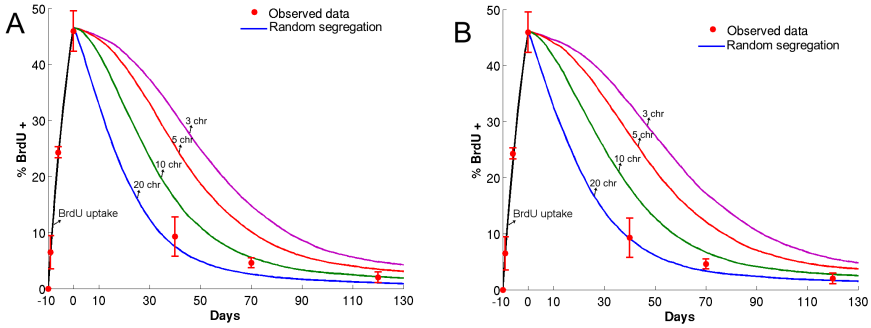 A
Observed data
Random segregation
% BrdU +
50
40
30
20
10
0
3 chr
5 chr
10 chr
20 chr
BrdU uptake
-10 0 10 30 50 70 90 110 130
Days
B
Observed data
Random segregation
% BrdU +
50
40
30
20
10
0
3 chr
5 chr
10 chr
20 chr
BrdU uptake
-10 0 10 30 50 70 90 110 130
Days